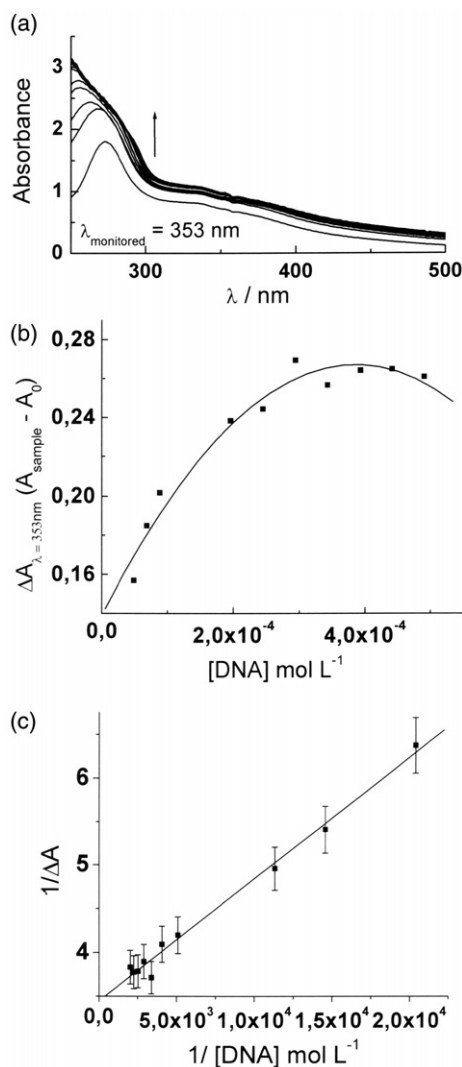 (a)
3
2
1
0
Absorbance
λmonitored = 353 nm
300
400
500
λ / nm
(b)
0,28
0,24
0,20
0,16
ΔAλ = 353nm (Asample - A0)
0,0
2,0x10⁻⁴
4,0x10⁻⁴
[DNA] mol L⁻¹
(c)
6
5
4
1/ΔA
0,0
5,0x10³
1,0x10⁴
1,5x10⁴
2,0x10⁴
1/ [DNA] mol L⁻¹